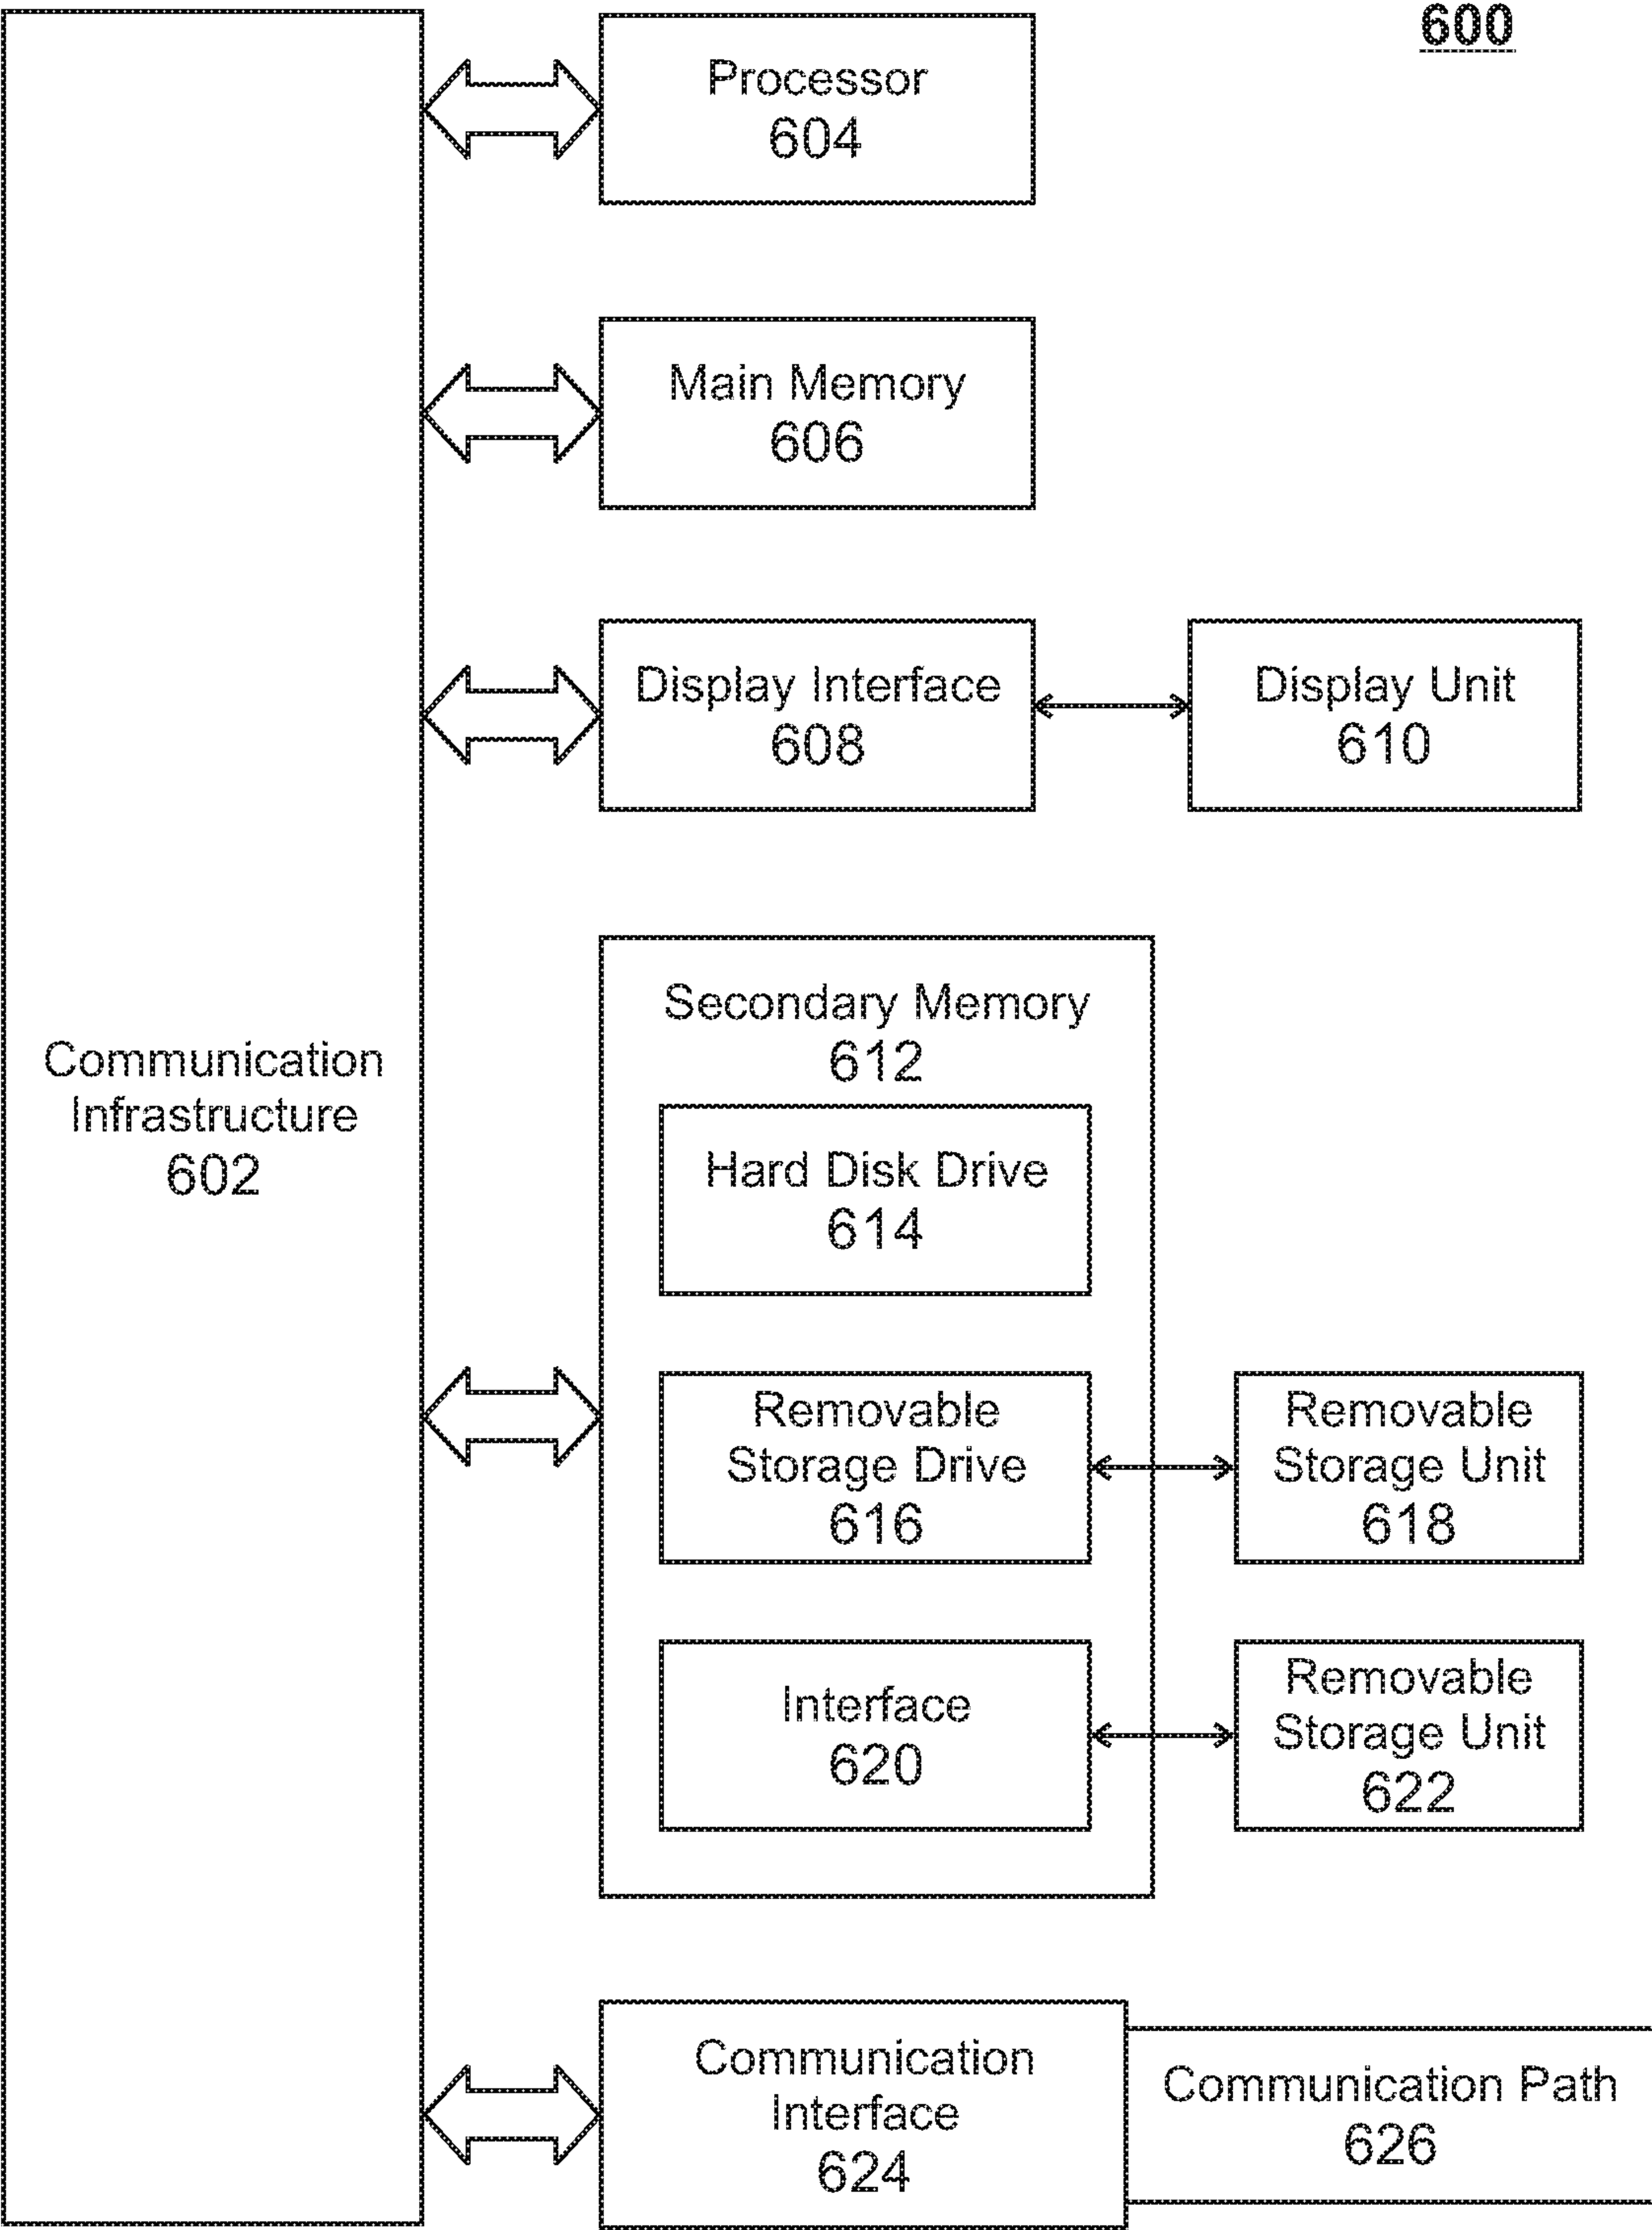 600
Processor
604
Main Memory
606
Display Interface
608
Display Unit
610
Communication
Infrastructure
602
Secondary Memory
612
Hard Disk Drive
614
Removable
Storage Drive
616
Removable
Storage Unit
618
Interface
620
Removable
Storage Unit
622
Communication
Interface
624
Communication Path
626